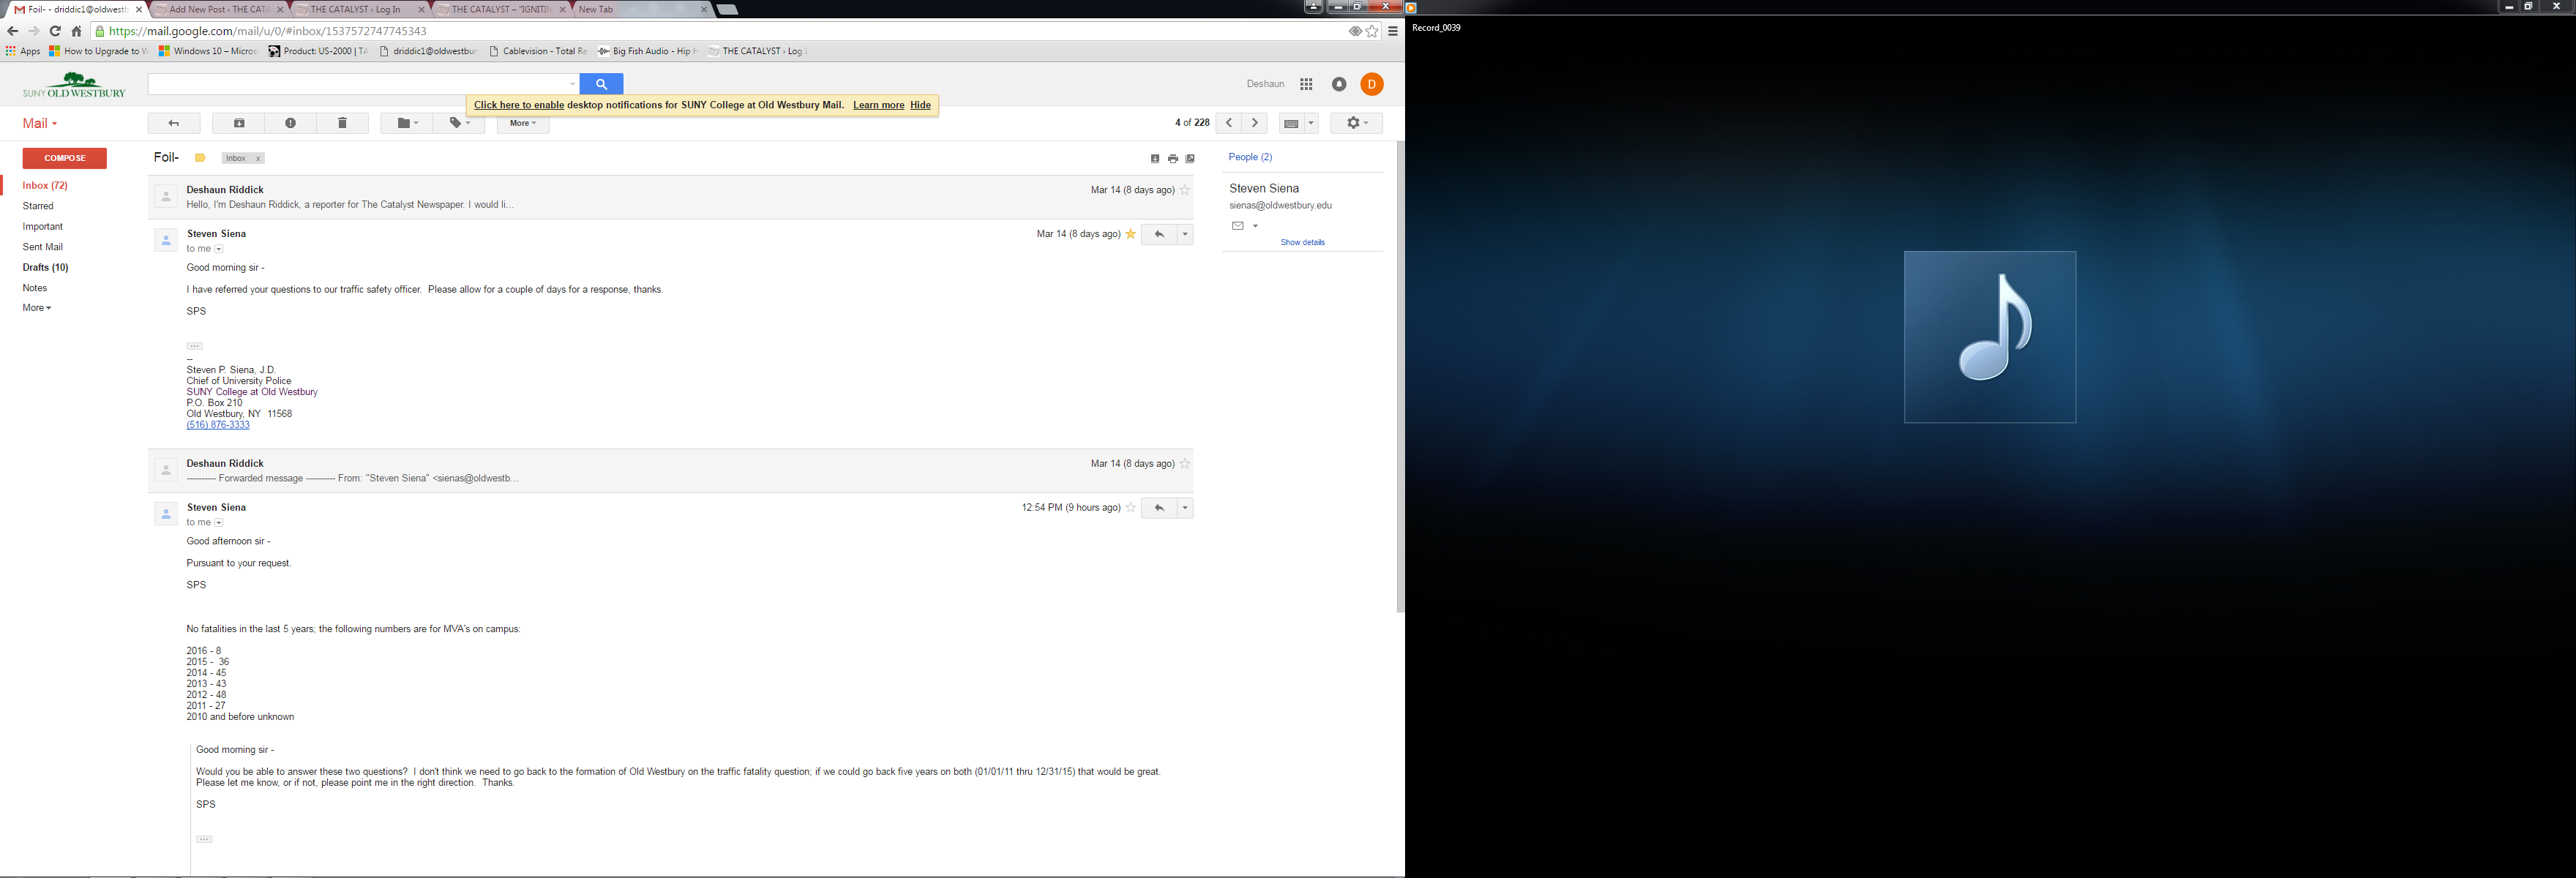 Foil- - driddic1@oldwestb
Add New Post ‹ THE CATA
THE CATALYST › Log In
THE CATALYST – "IGNITIN
New Tab
https://mail.google.com/mail/u/0/#inbox/1537572747745343
Apps
How to Upgrade to W
Windows 10 – Micros
Product: US-2000 | TA
driddic1@oldwestbur
Cablevision - Total Re
Big Fish Audio - Hip H
THE CATALYST › Log I
SUNY OLD WESTBURY
Deshaun
D
Click here to enable desktop notifications for SUNY College at Old Westbury Mail. Learn more Hide
Mail
More
4 of 228
COMPOSE
Inbox (72)
Starred
Important
Sent Mail
Drafts (10)
Notes
More
Foil-
Inbox x
Deshaun Riddick
Mar 14 (8 days ago)
Hello, I'm Deshaun Riddick, a reporter for The Catalyst Newspaper. I would li...
Steven Siena
Mar 14 (8 days ago)
to me
Good morning sir -
I have referred your questions to our traffic safety officer.  Please allow for a couple of days for a response, thanks.
SPS
--
Steven P. Siena, J.D.
Chief of University Police
SUNY College at Old Westbury
P.O. Box 210
Old Westbury, NY  11568
(516) 876-3333
Deshaun Riddick
Mar 14 (8 days ago)
---------- Forwarded message ---------- From: "Steven Siena" <sienas@oldwestb...
Steven Siena
12:54 PM (9 hours ago)
to me
Good afternoon sir -
Pursuant to your request.
SPS
No fatalities in the last 5 years; the following numbers are for MVA's on campus:
2016 - 8
2015 -  36
2014 - 45
2013 - 43
2012 - 48
2011 - 27
2010 and before unknown
Good morning sir -
Would you be able to answer these two questions?  I don't think we need to go back to the formation of Old Westbury on the traffic fatality question; if we could go back five years on both (01/01/11 thru 12/31/15) that would be great.
Please let me know, or if not, please point me in the right direction.  Thanks.
SPS
People (2)
Steven Siena
sienas@oldwestbury.edu
Show details
Record_0039